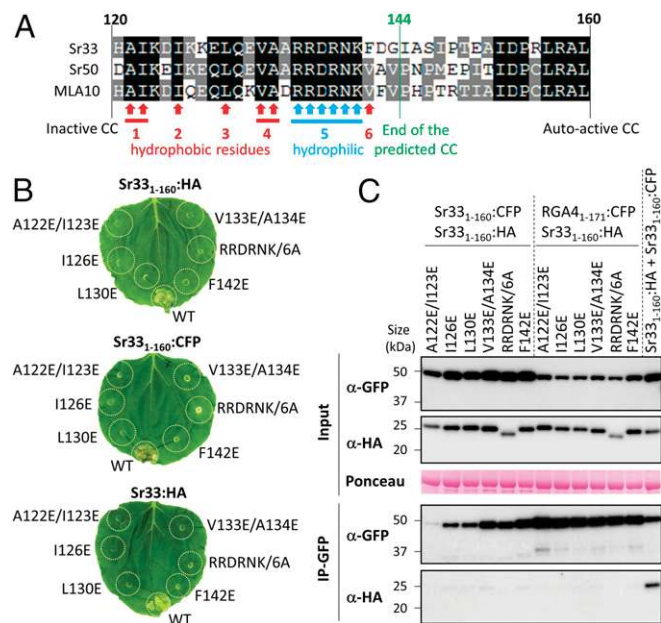 A
120
144
160
Sr33 HAIKDIKKELQEVAARRDRNKFDGIASIPTEAIDPRLRAL
Sr50
MLA10
Inactive CC
1 2 3 4 5 6
hydrophobic residues
hydrophilic
End of the predicted CC
Auto-active CC
B
Sr33₁₋₁₆₀:HA
A122E/I123E
I126E
L130E
WT
V133E/A134E
RRDRNK/6A
F142E
Sr33₁₋₁₆₀:CFP
A122E/I123E
I126E
L130E
WT
V133E/A134E
RRDRNK/6A
F142E
Sr33:HA
A122E/I123E
I126E
L130E
WT
V133E/A134E
RRDRNK/6A
F142E
C
Sr33₁₋₁₆₀:CFP
Sr33₁₋₁₆₀:HA
RGA4₁₋₁₇₁:CFP
Sr33₁₋₁₆₀:HA
Sr33₁₋₁₆₀:HA + Sr33₁₋₁₆₀:CFP
A122E/I123E
I126E
L130E
V133E/A134E
RRDRNK/6A
F142E
A122E/I123E
I126E
L130E
V133E/A134E
RRDRNK/6A
F142E
Size
(kDa)
Input
50
37
α-GFP
25
20
α-HA
Ponceau
IP-GFP
50
37
α-GFP
25
20
α-HA